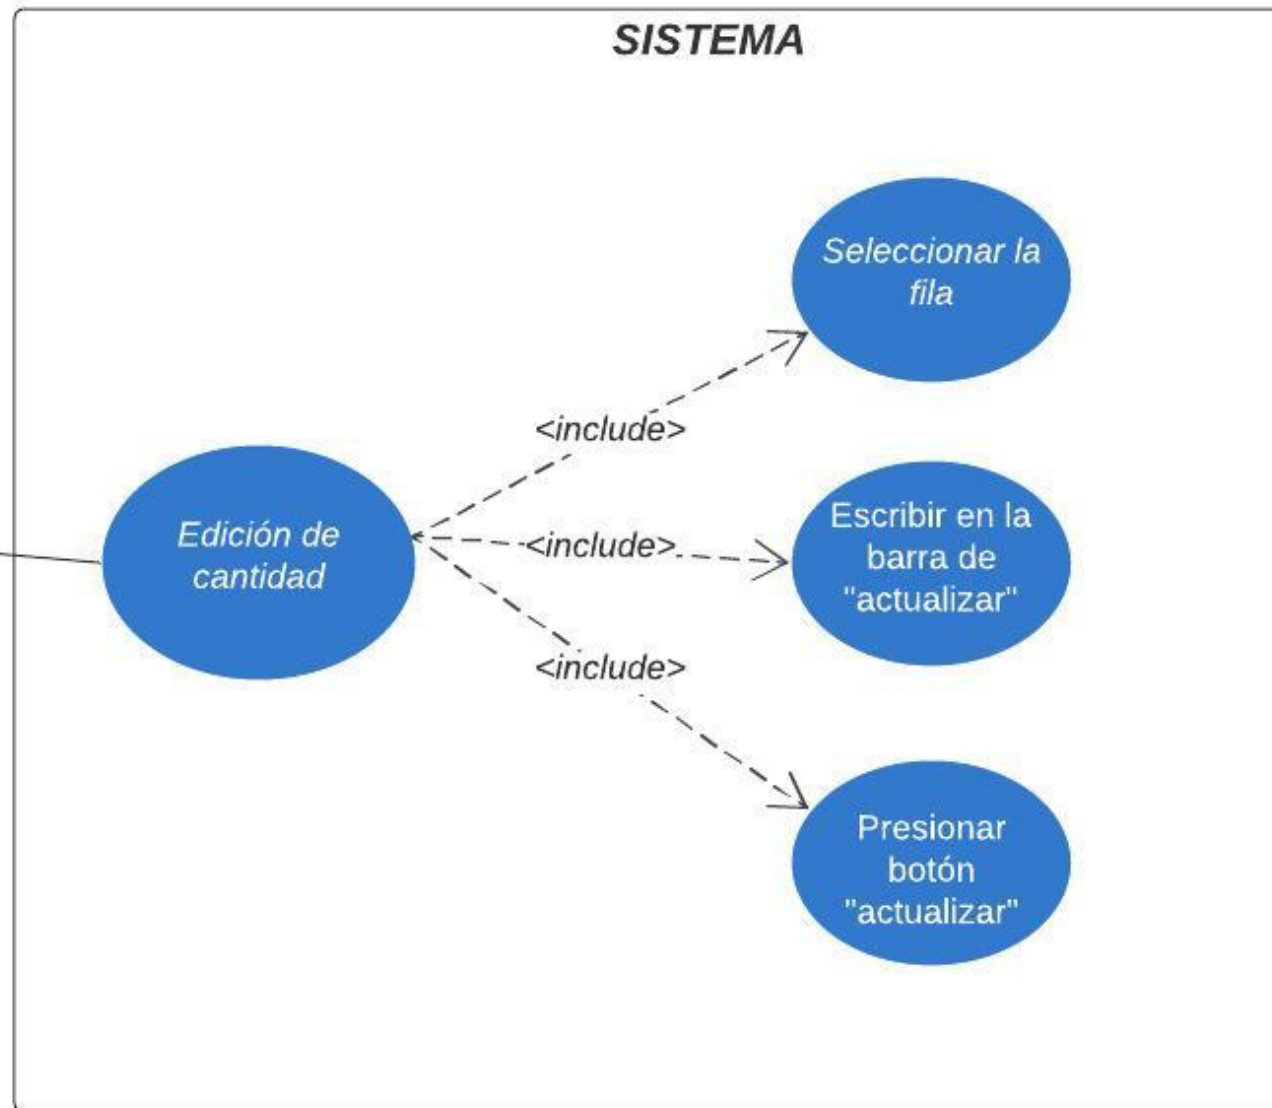 SISTEMA
Seleccionar la
fila
<include>
Edición de
cantidad
<include>
Escribir en la
barra de
"actualizar"
<include>
Presionar
botón
"actualizar"